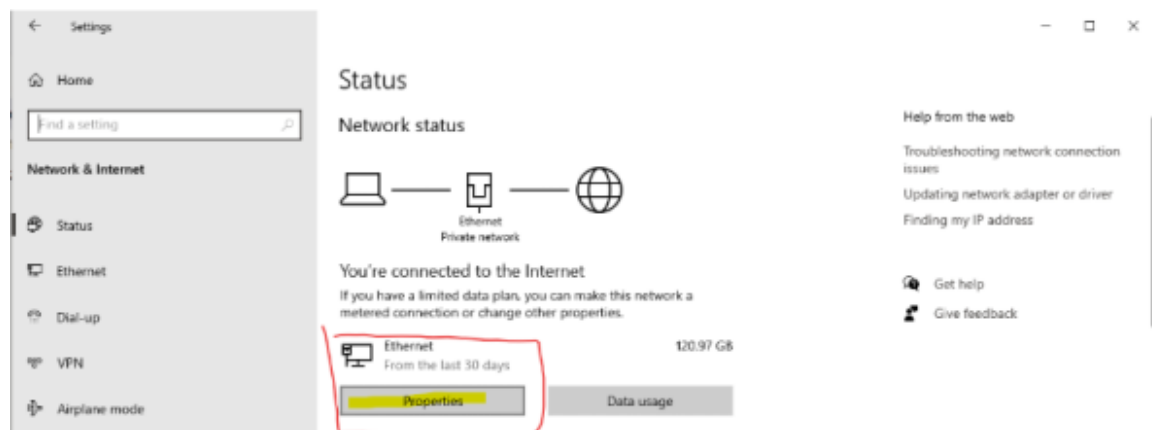 Settings
Home
Find a setting
Network & Internet
Status
Ethernet
Dial-up
VPN
Airplane mode
Status
Network status
Ethernet
Private network
You're connected to the Internet
If you have a limited data plan, you can make this network a
metered connection or change other properties.
Ethernet
120.97 GB
From the last 30 days
Properties
Data usage
Help from the web
Troubleshooting network connection
issues
Updating network adapter or driver
Finding my IP address
Get help
Give feedback